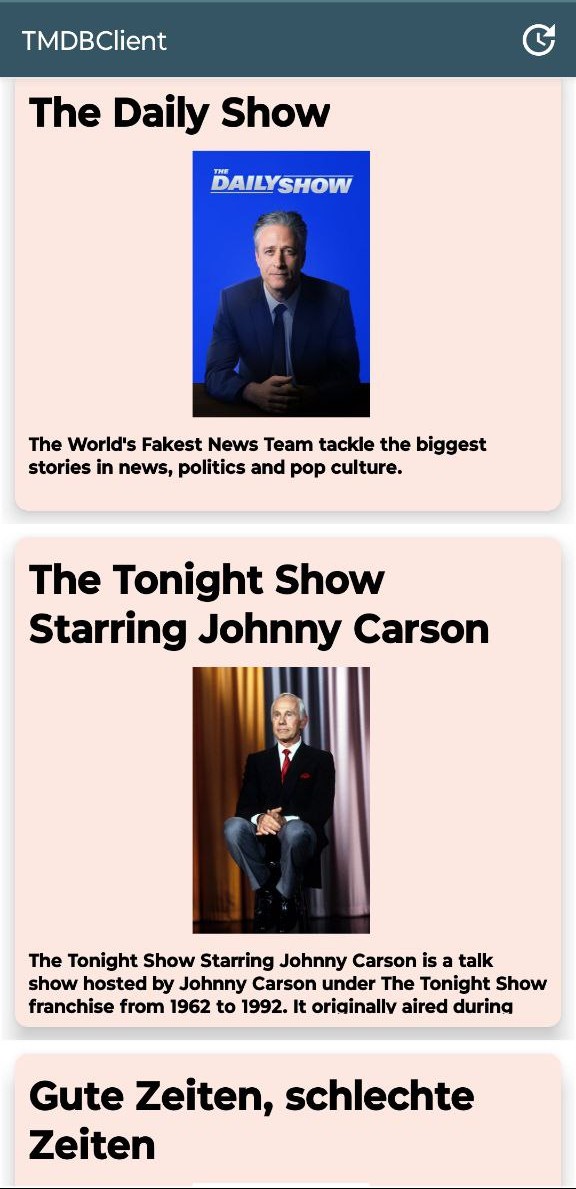 TMDBClient
The Daily Show
THE
DAILYSHOW
The World's Fakest News Team tackle the biggest
stories in news, politics and pop culture.
The Tonight Show
Starring Johnny Carson
The Tonight Show Starring Johnny Carson is a talk
show hosted by Johnny Carson under The Tonight Show
franchise from 1962 to 1992. It originally aired during
Gute Zeiten, schlechte
Zeiten